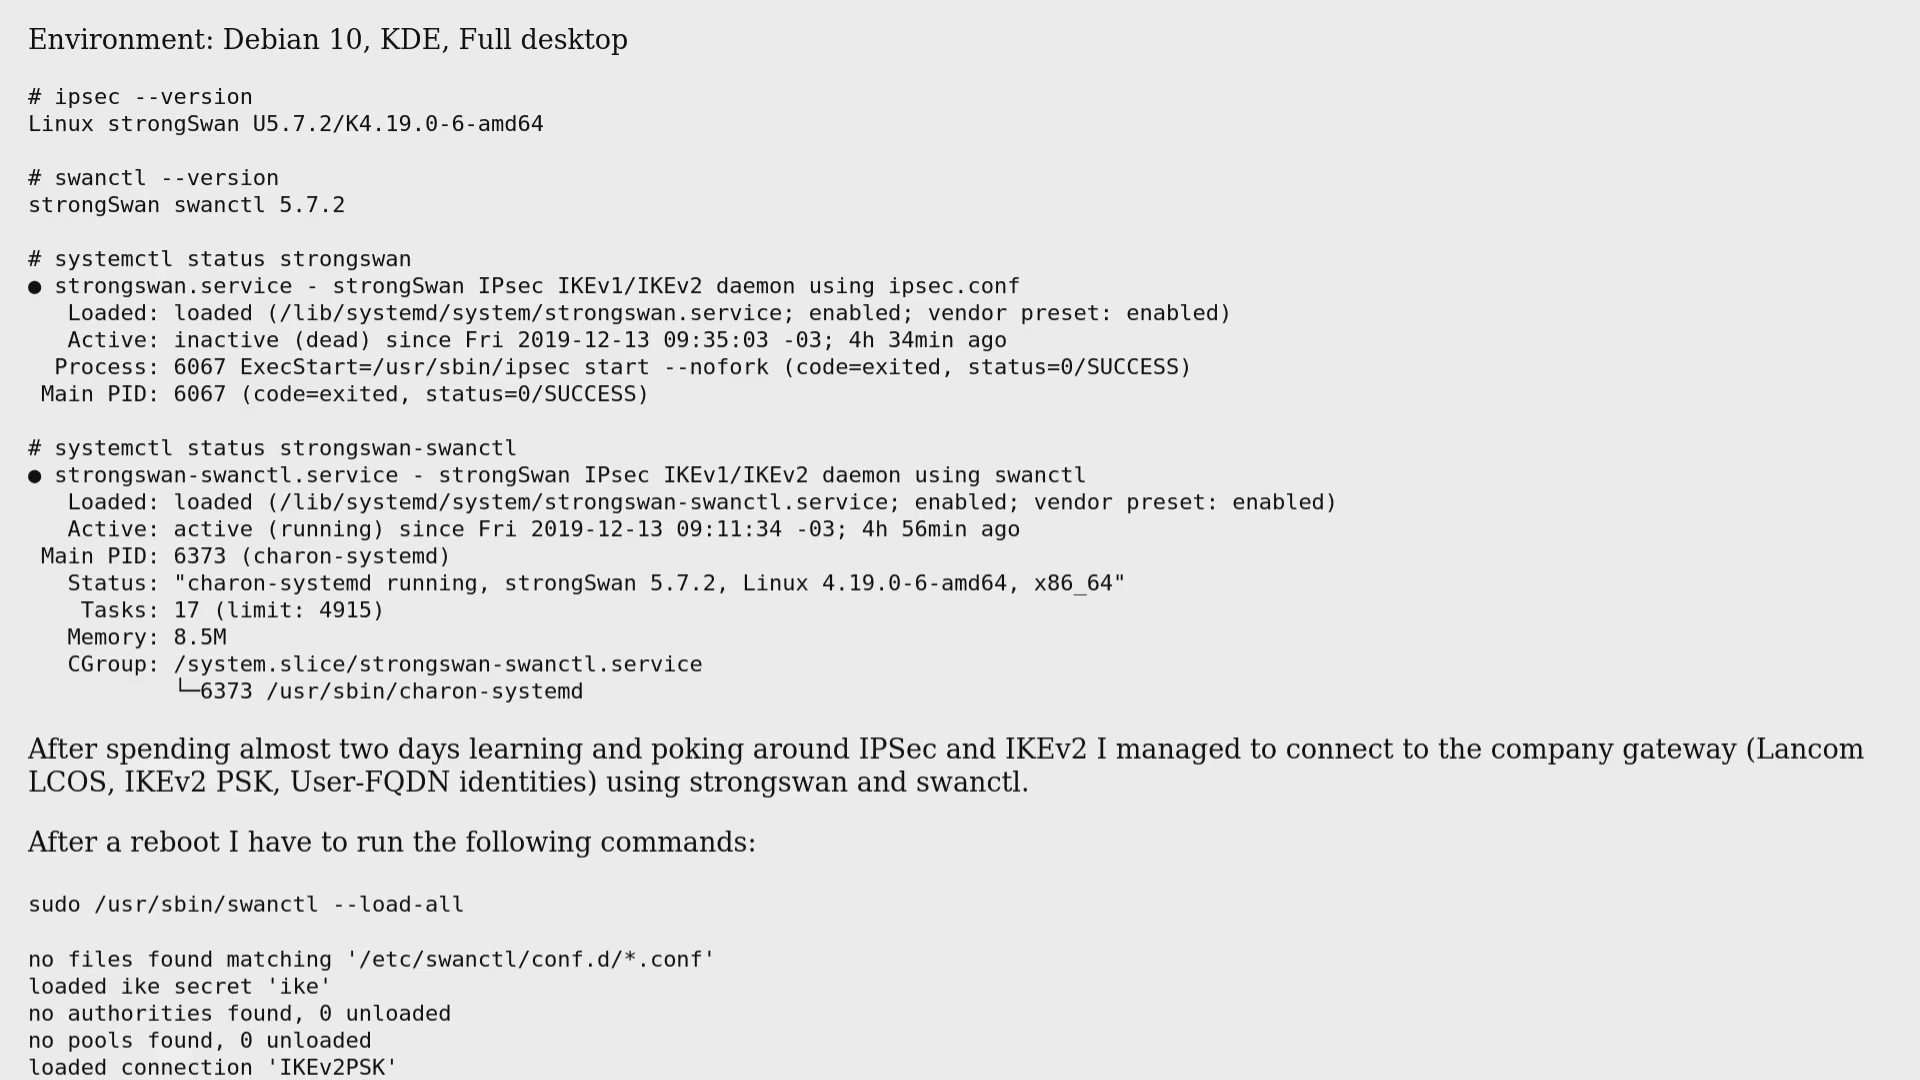 Environment: Debian 10, KDE, Full desktop
# ipsec --version
Linux strongSwan U5.7.2/K4.19.0-6-amd64
# swanctl --version
strongSwan swanctl 5.7.2
# systemctl status strongswan
● strongswan.service - strongSwan IPsec IKEv1/IKEv2 daemon using ipsec.conf
   Loaded: loaded (/lib/systemd/system/strongswan.service; enabled; vendor preset: enabled)
   Active: inactive (dead) since Fri 2019-12-13 09:35:03 -03; 4h 34min ago
  Process: 6067 ExecStart=/usr/sbin/ipsec start --nofork (code=exited, status=0/SUCCESS)
 Main PID: 6067 (code=exited, status=0/SUCCESS)
# systemctl status strongswan-swanctl
● strongswan-swanctl.service - strongSwan IPsec IKEv1/IKEv2 daemon using swanctl
   Loaded: loaded (/lib/systemd/system/strongswan-swanctl.service; enabled; vendor preset: enabled)
   Active: active (running) since Fri 2019-12-13 09:11:34 -03; 4h 56min ago
 Main PID: 6373 (charon-systemd)
   Status: "charon-systemd running, strongSwan 5.7.2, Linux 4.19.0-6-amd64, x86_64"
    Tasks: 17 (limit: 4915)
   Memory: 8.5M
   CGroup: /system.slice/strongswan-swanctl.service
           └─6373 /usr/sbin/charon-systemd
After spending almost two days learning and poking around IPSec and IKEv2 I managed to connect to the company gateway (Lancom
LCOS, IKEv2 PSK, User-FQDN identities) using strongswan and swanctl.
After a reboot I have to run the following commands:
sudo /usr/sbin/swanctl --load-all
no files found matching '/etc/swanctl/conf.d/*.conf'
loaded ike secret 'ike'
no authorities found, 0 unloaded
no pools found, 0 unloaded
loaded connection 'IKEv2PSK'